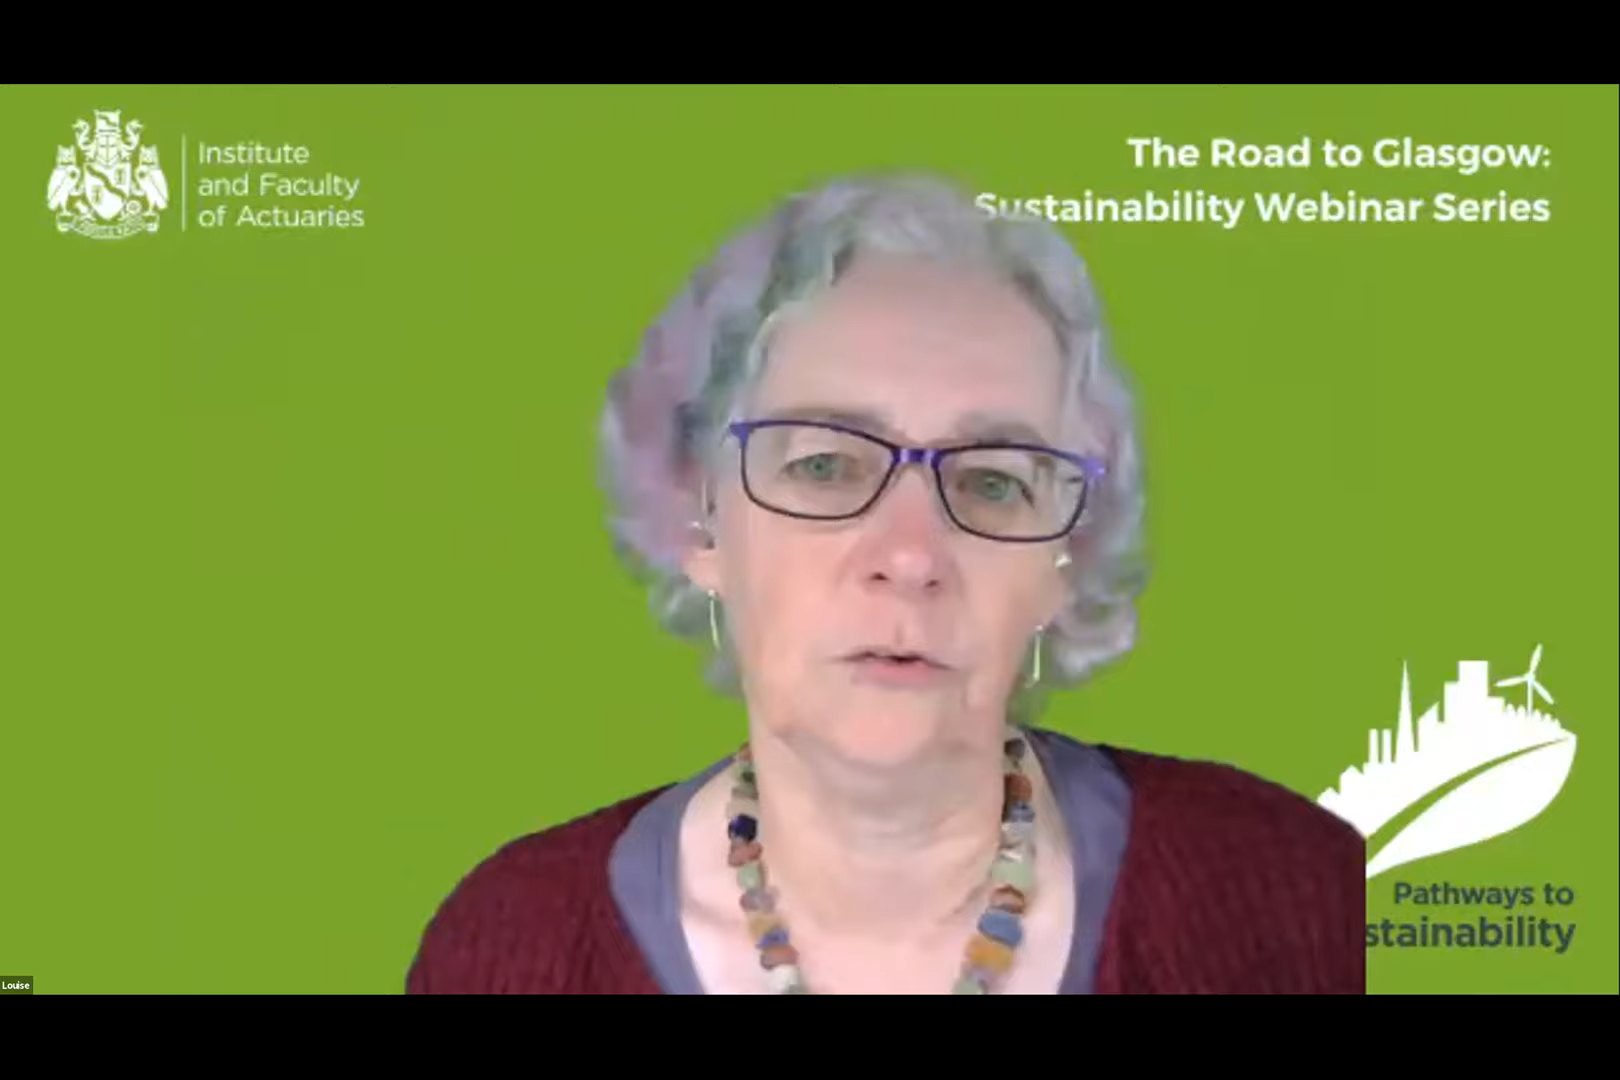 Institute
and Faculty
of Actuaries
The Road to Glasgow:
Sustainability Webinar Series
Pathways to
stainability
Louise